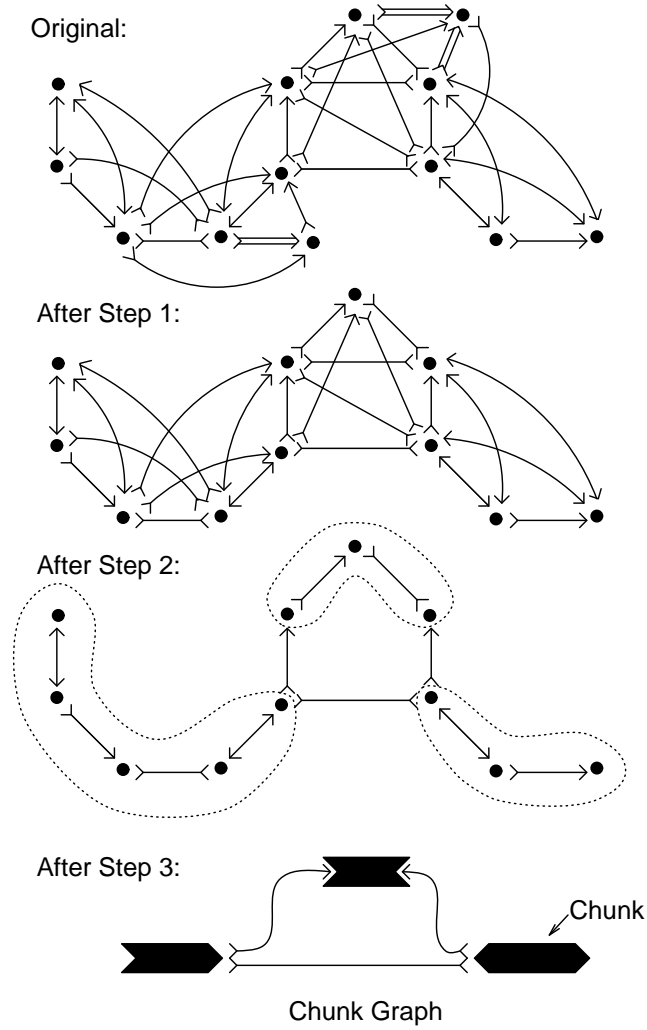 Original:
After Step 1:
After Step 2:
After Step 3:
Chunk
Chunk Graph